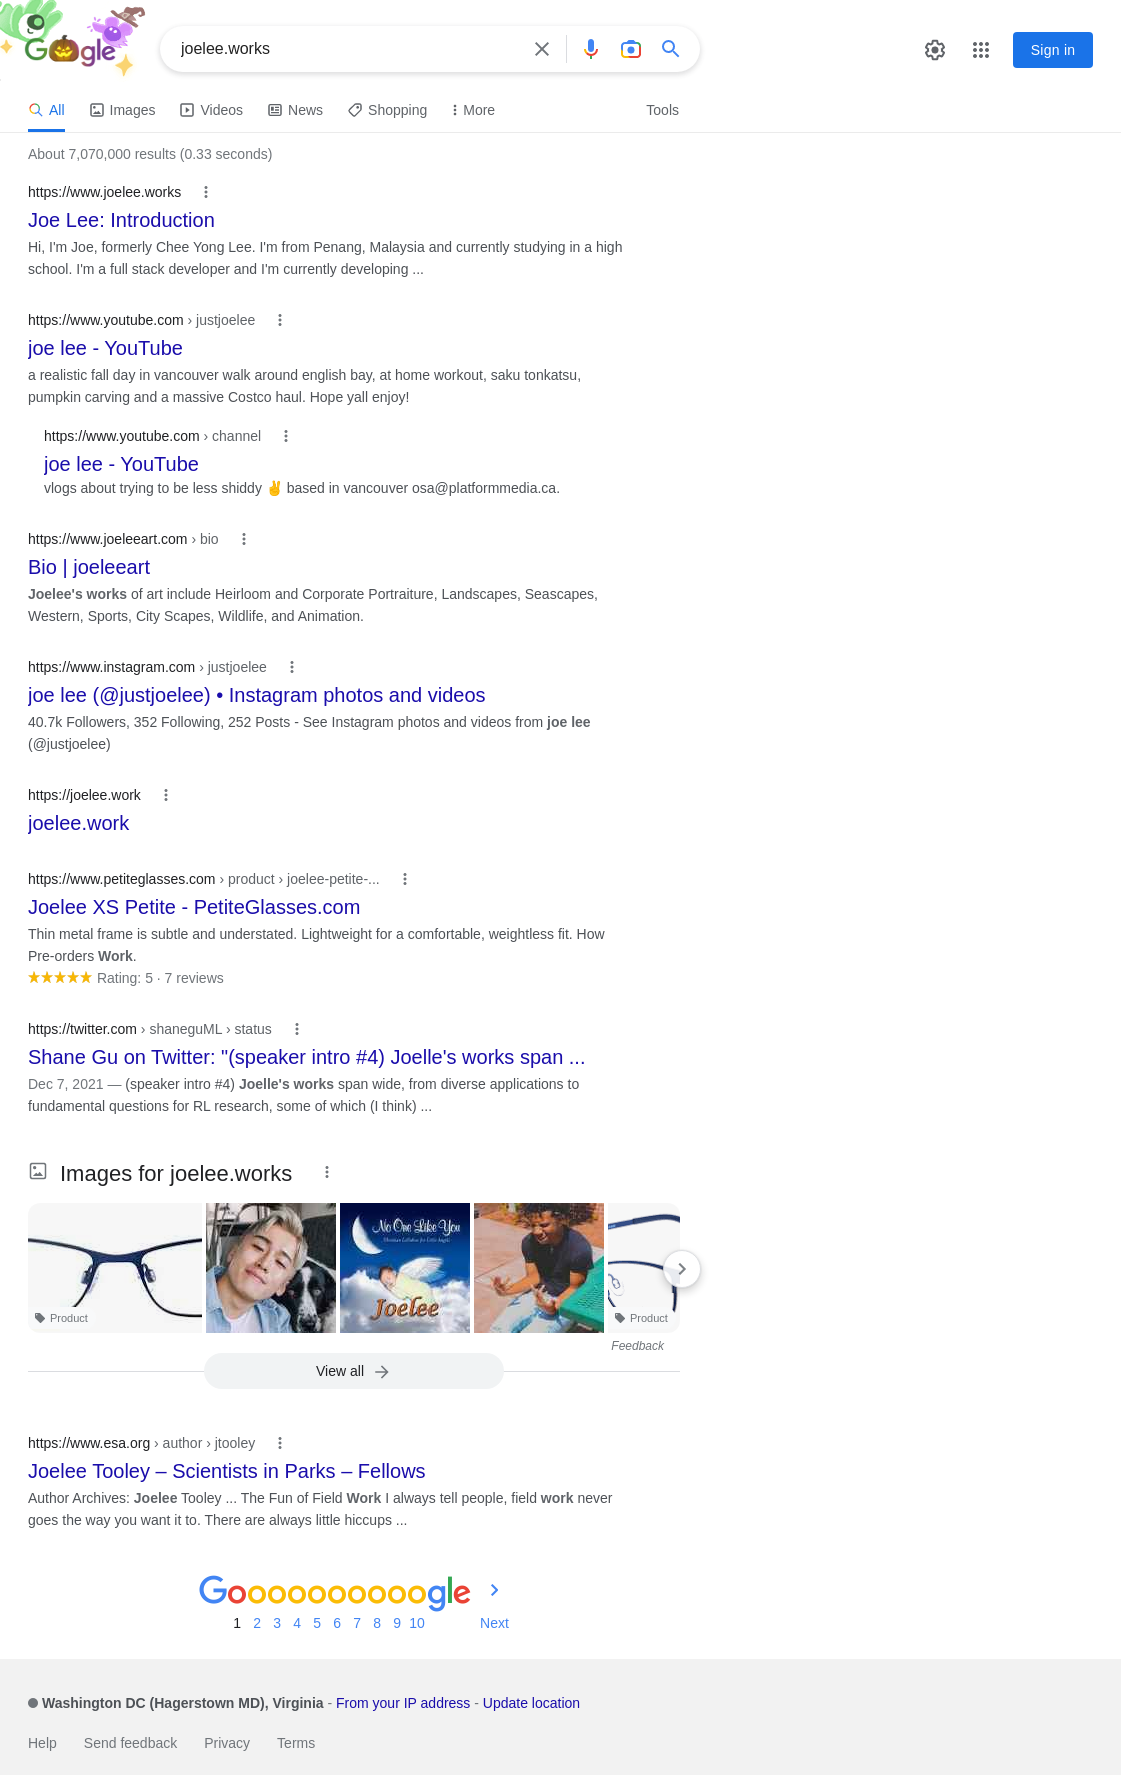 Google
joelee.works
Sign in
All Images Videos News Shopping More Tools
About 7,070,000 results (0.33 seconds)
https://www.joelee.works
Joe Lee: Introduction
Hi, I'm Joe, formerly Chee Yong Lee. I'm from Penang, Malaysia and currently studying in a high
school. I'm a full stack developer and I'm currently developing ...
https://www.youtube.com › justjoelee
joe lee - YouTube
a realistic fall day in vancouver walk around english bay, at home workout, saku tonkatsu,
pumpkin carving and a massive Costco haul. Hope yall enjoy!
https://www.youtube.com › channel
joe lee - YouTube
vlogs about trying to be less shiddy ✌ based in vancouver osa@platformmedia.ca.
https://www.joeleeart.com › bio
Bio | joeleeart
Joelee's works of art include Heirloom and Corporate Portraiture, Landscapes, Seascapes,
Western, Sports, City Scapes, Wildlife, and Animation.
https://www.instagram.com › justjoelee
joe lee (@justjoelee) • Instagram photos and videos
40.7k Followers, 352 Following, 252 Posts - See Instagram photos and videos from joe lee
(@justjoelee)
https://joelee.work
joelee.work
https://www.petiteglasses.com › product › joelee-petite-...
Joelee XS Petite - PetiteGlasses.com
Thin metal frame is subtle and understated. Lightweight for a comfortable, weightless fit. How
Pre-orders Work.
★★★★★ Rating: 5 · 7 reviews
https://twitter.com › shaneguML › status
Shane Gu on Twitter: "(speaker intro #4) Joelle's works span ...
Dec 7, 2021 — (speaker intro #4) Joelle's works span wide, from diverse applications to
fundamental questions for RL research, some of which (I think) ...
Images for joelee.works
No One Like You
Joelee
Product
Product
Feedback
View all
https://www.esa.org › author › jtooley
Joelee Tooley – Scientists in Parks – Fellows
Author Archives: Joelee Tooley ... The Fun of Field Work I always tell people, field work never
goes the way you want it to. There are always little hiccups ...
Goooooooooogle
1 2 3 4 5 6 7 8 9 10 Next
Washington DC (Hagerstown MD), Virginia - From your IP address - Update location
Help Send feedback Privacy Terms